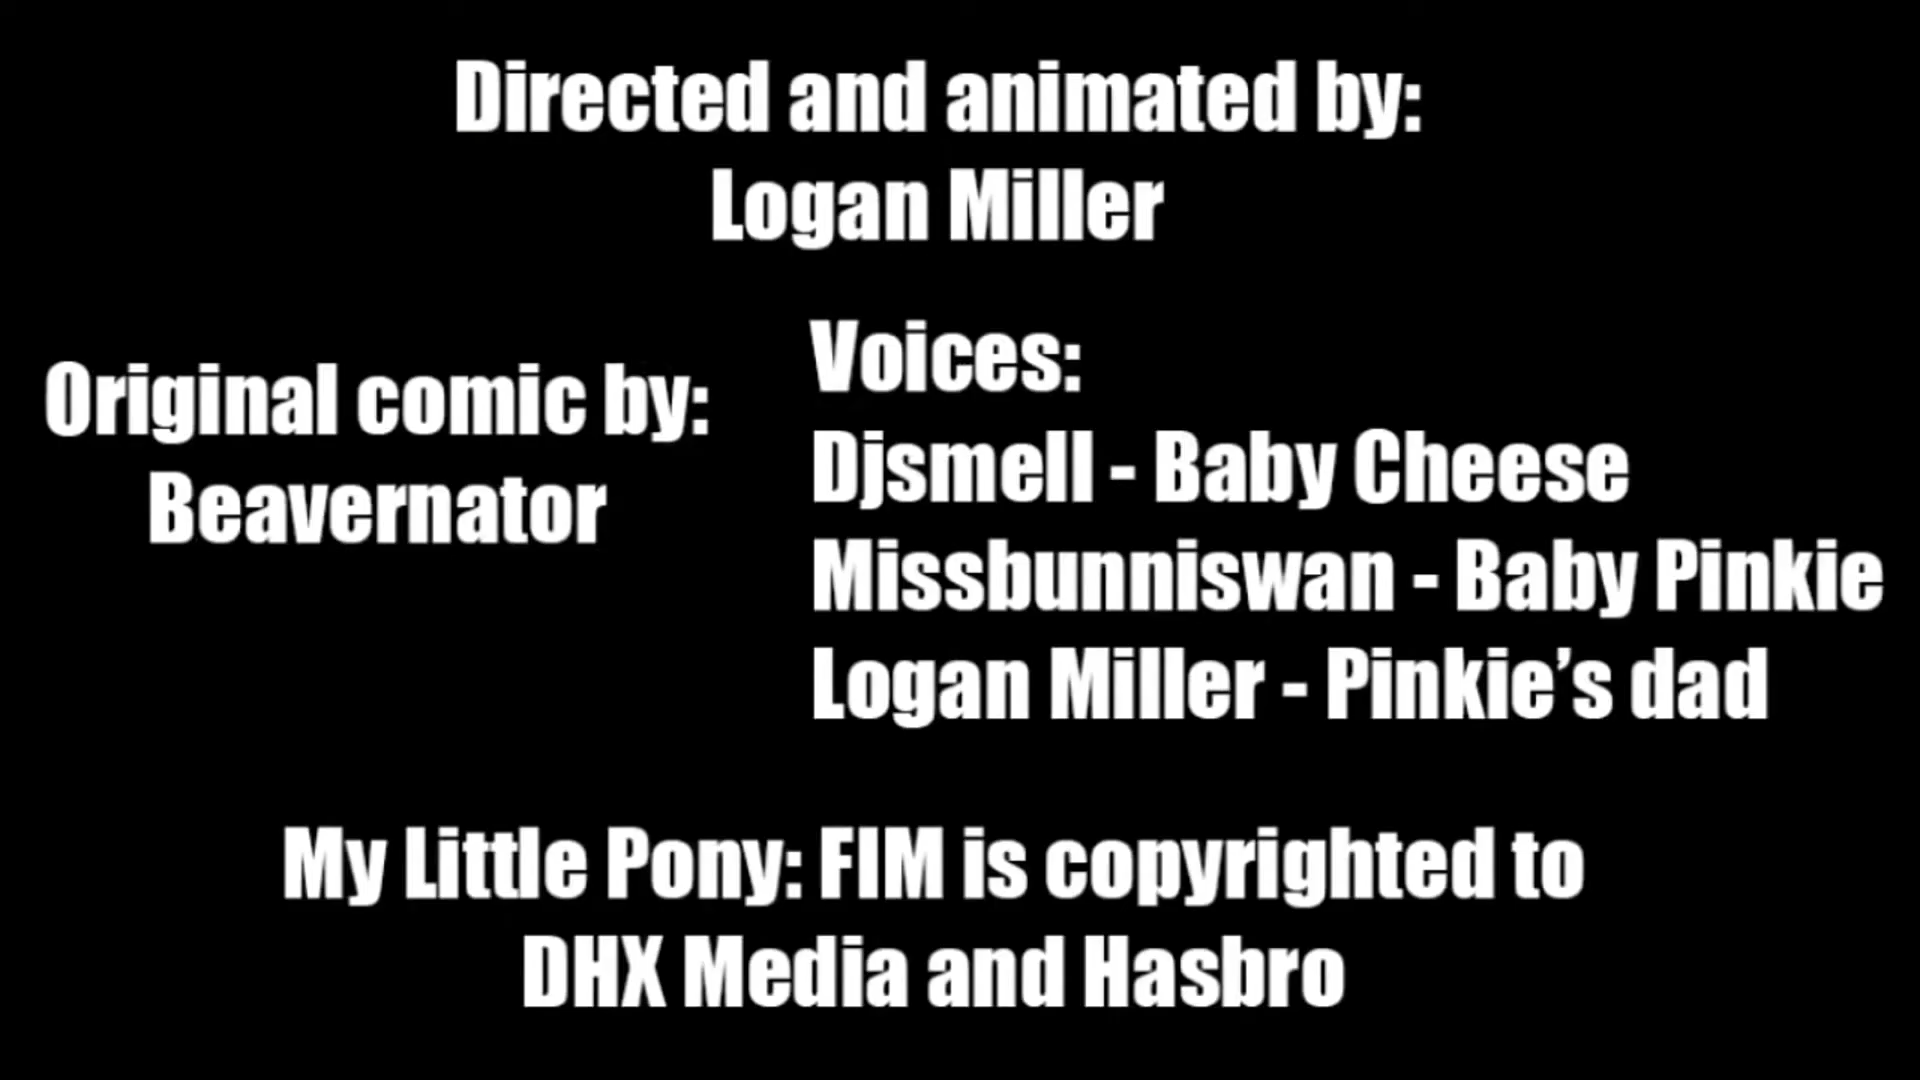 Directed and animated by:
Logan Miller
Original comic by:
Beavernator
Voices:
Djsmell - Baby Cheese
Missbunniswan - Baby Pinkie
Logan Miller - Pinkie’s dad
My Little Pony: FIM is copyrighted to
DHX Media and Hasbro